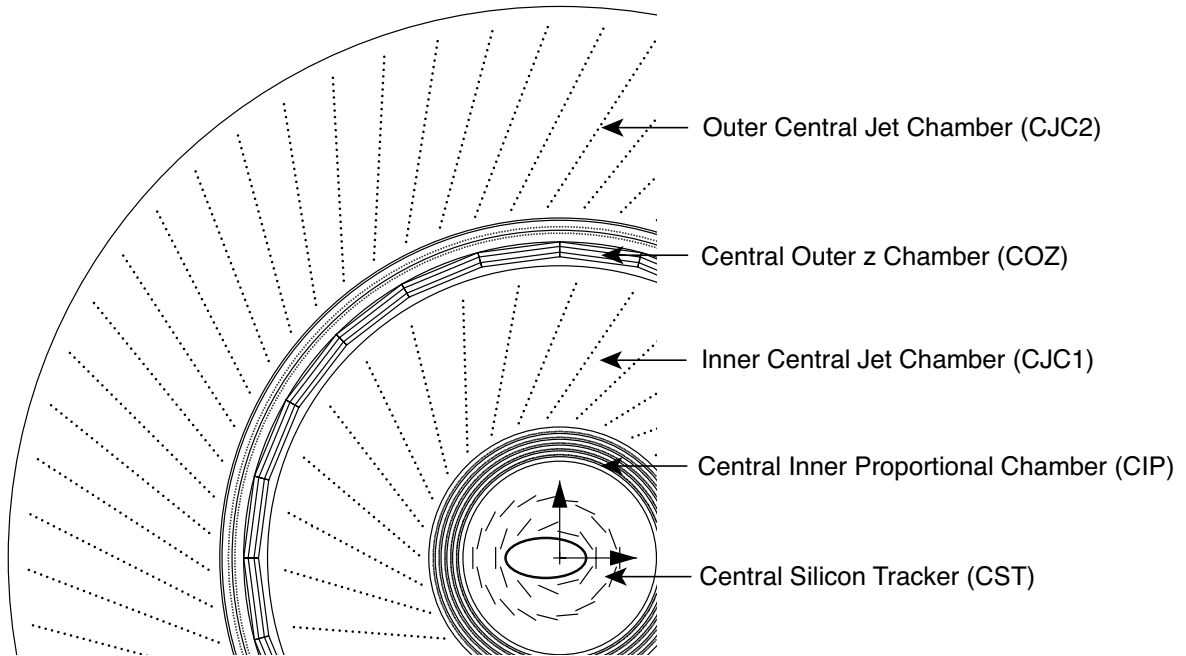 Outer Central Jet Chamber (CJC2)
Central Outer z Chamber (COZ)
Inner Central Jet Chamber (CJC1)
Central Inner Proportional Chamber (CIP)
Central Silicon Tracker (CST)